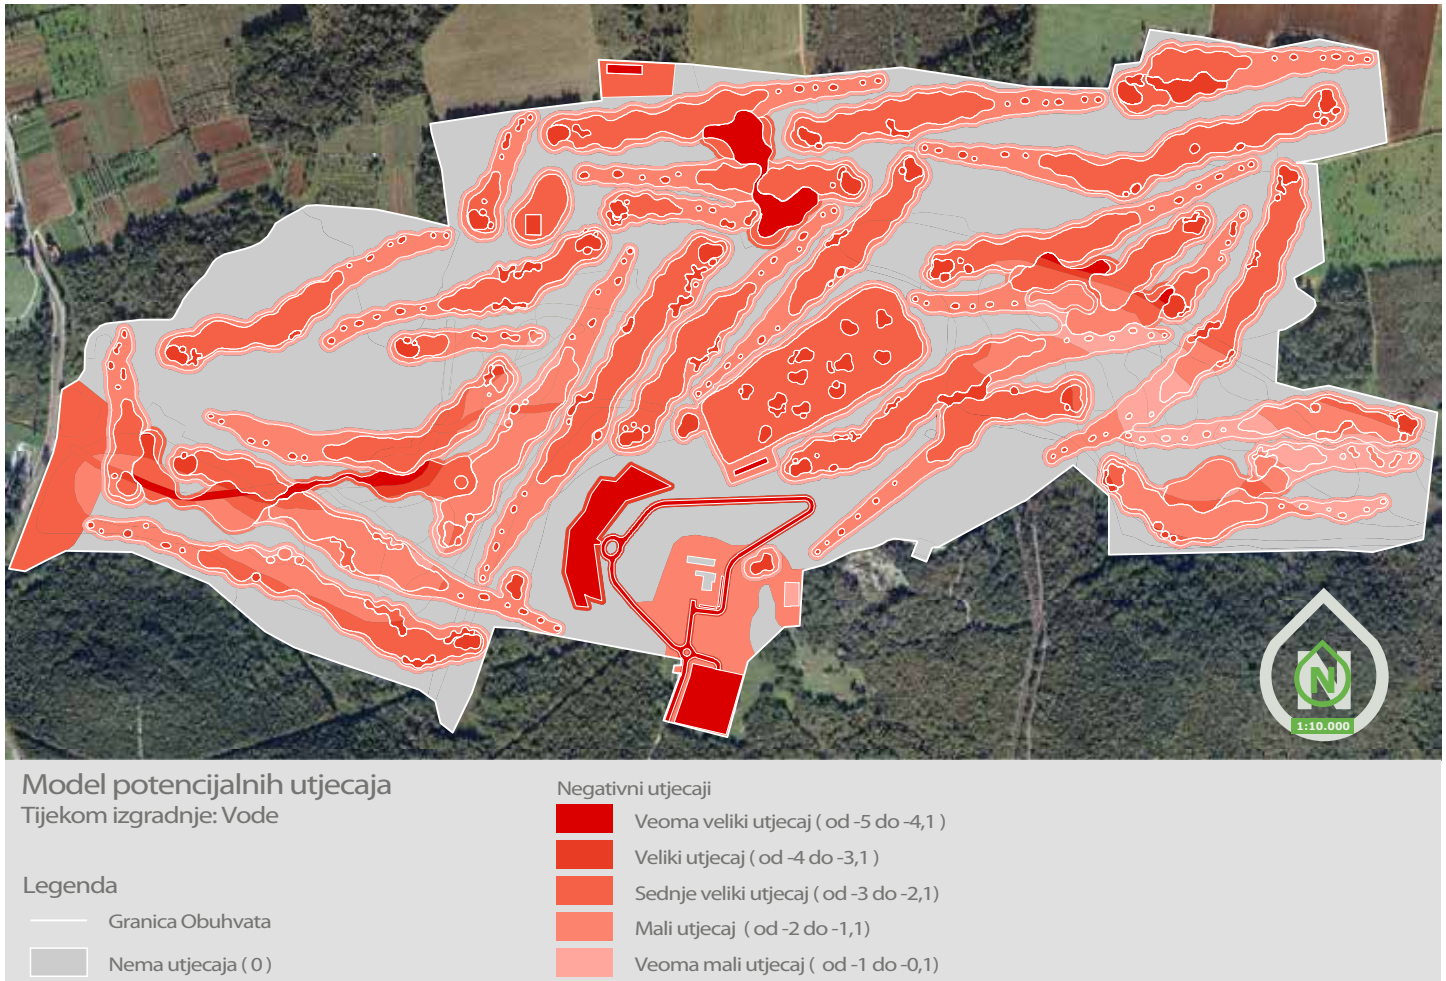 N
1:10.000
Model potencijalnih utjecaja
Tijekom izgradnje: Vode
Legenda
Granica Obuhvata
Nema utjecaja ( 0 )
Negativni utjecaji
Veoma veliki utjecaj ( od -5 do -4,1 )
Veliki utjecaj ( od -4 do -3,1 )
Sednje veliki utjecaj ( od -3 do -2,1)
Mali utjecaj ( od -2 do -1,1)
Veoma mali utjecaj ( od -1 do -0,1)